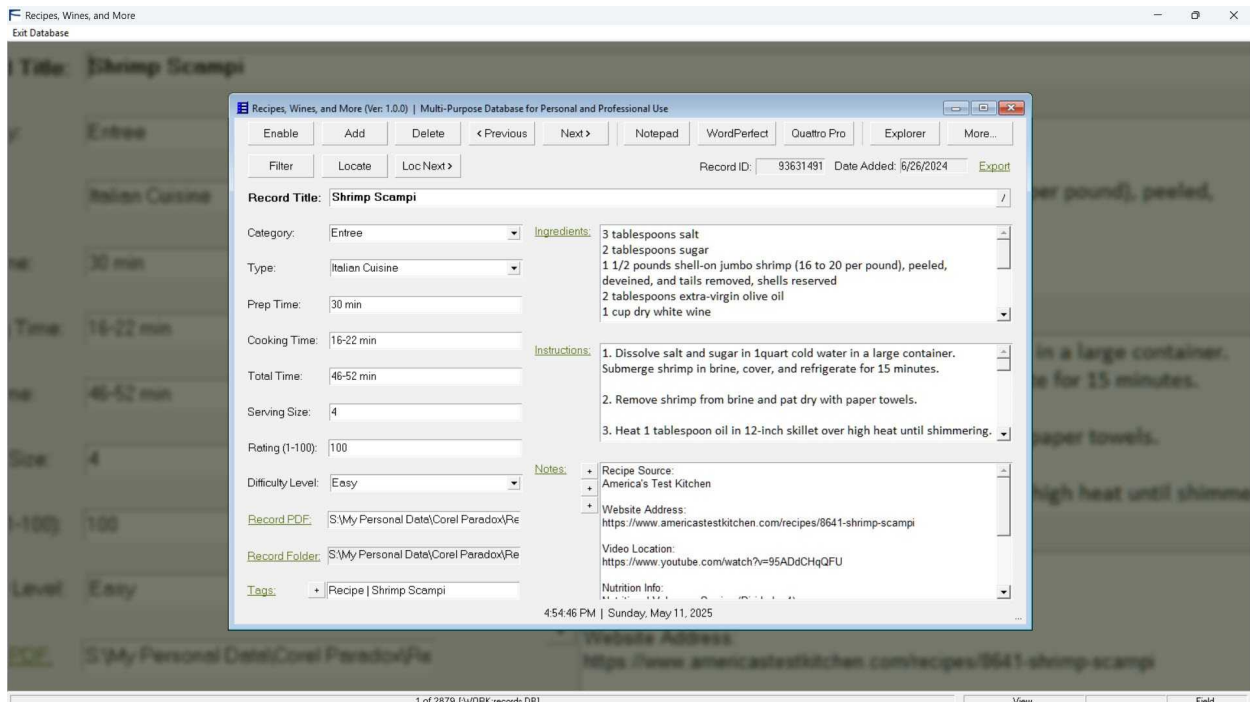 Recipes, Wines, and More
Exit Database
Recipes, Wines, and More (Ver: 1.0.0) | Multi-Purpose Database for Personal and Professional Use
Enable Add Delete < Previous Next > Notepad WordPerfect Quattro Pro Explorer More...
Filter Locate Loc Next > Record ID: 93631491 Date Added: 6/26/2024 Export
Record Title: Shrimp Scampi /
Category: Entree
Type: Italian Cuisine
Prep Time: 30 min
Cooking Time: 16-22 min
Total Time: 46-52 min
Serving Size: 4
Rating (1-100): 100
Difficulty Level: Easy
Record PDF: S:\My Personal Data\Corel Paradox\Re
Record Folder: S:\My Personal Data\Corel Paradox\Re
Tags: + Recipe | Shrimp Scampi
Ingredients:
3 tablespoons salt
2 tablespoons sugar
1 1/2 pounds shell-on jumbo shrimp (16 to 20 per pound), peeled,
deveined, and tails removed, shells reserved
2 tablespoons extra-virgin olive oil
1 cup dry white wine
Instructions:
1. Dissolve salt and sugar in 1quart cold water in a large container.
Submerge shrimp in brine, cover, and refrigerate for 15 minutes.
2. Remove shrimp from brine and pat dry with paper towels.
3. Heat 1 tablespoon oil in 12-inch skillet over high heat until shimmering.
Notes: + + +
Recipe Source:
America's Test Kitchen
Website Address:
https://www.americastestkitchen.com/recipes/8641-shrimp-scampi
Video Location:
https://www.youtube.com/watch?v=95ADdCHqQFU
Nutrition Info:
4:54:46 PM | Sunday, May 11, 2025
Title: Shrimp Scampi
Entree
Italian Cuisine
30 min
Time: 16-22 min
46-52 min
Size: 4
1-100): 100
Level: Easy
PDF: S:\My Personal Data\Corel Paradox\Re
per pound), peeled,
in a large container.
for 15 minutes.
paper towels.
high heat until shimme
Website Address:
https://www.americastestkitchen.com/recipes/8641-shrimp-scampi
1 of 2879 [:WORK:records.DB] View Field